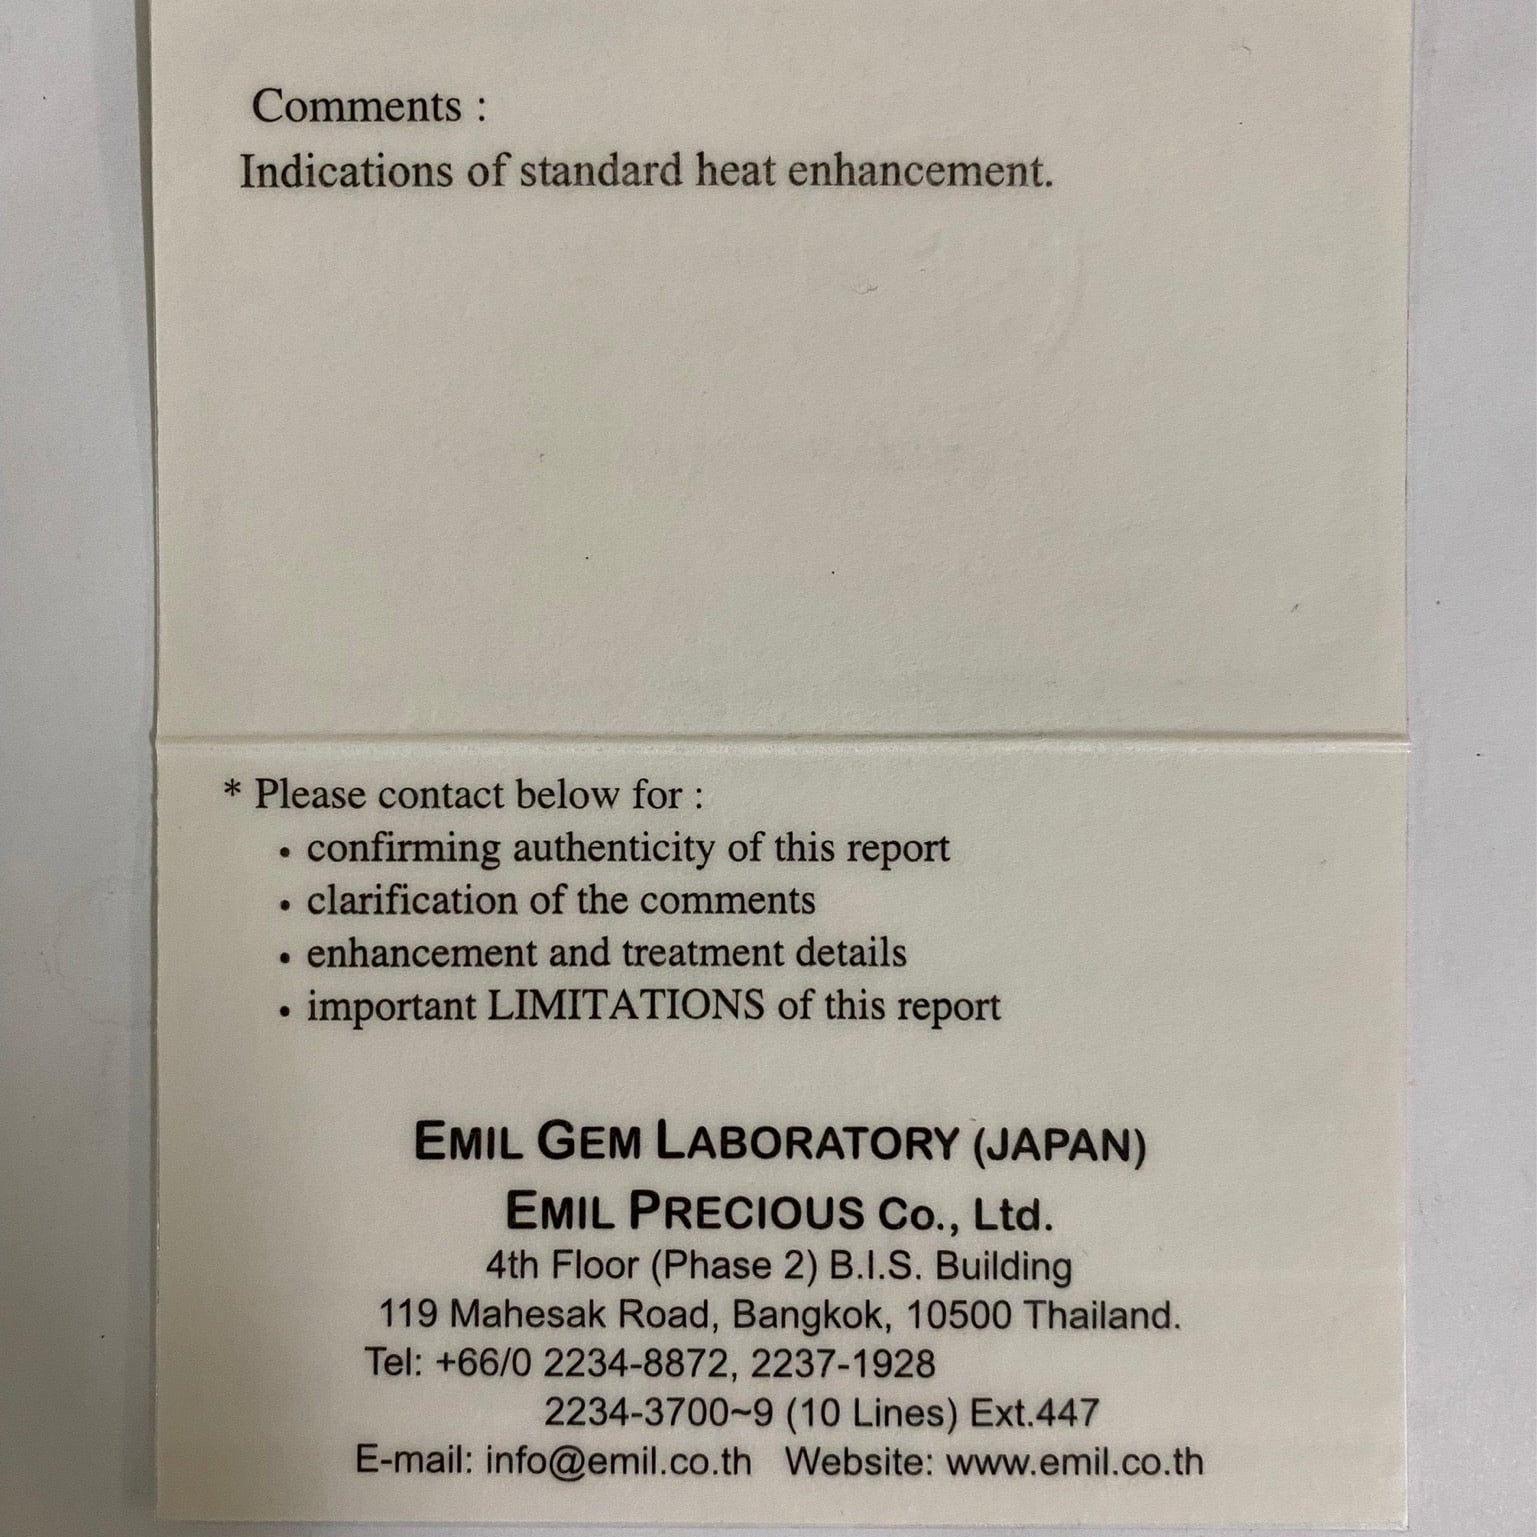 Comments :
Indications of standard heat enhancement.
* Please contact below for :
• confirming authenticity of this report
• clarification of the comments
• enhancement and treatment details
• important LIMITATIONS of this report
EMIL GEM LABORATORY (JAPAN)
EMIL PRECIOUS Co., Ltd.
4th Floor (Phase 2) B.I.S. Building
119 Mahesak Road, Bangkok, 10500 Thailand.
Tel: +66/0 2234-8872, 2237-1928
2234-3700~9 (10 Lines) Ext.447
E-mail: info@emil.co.th Website: www.emil.co.th